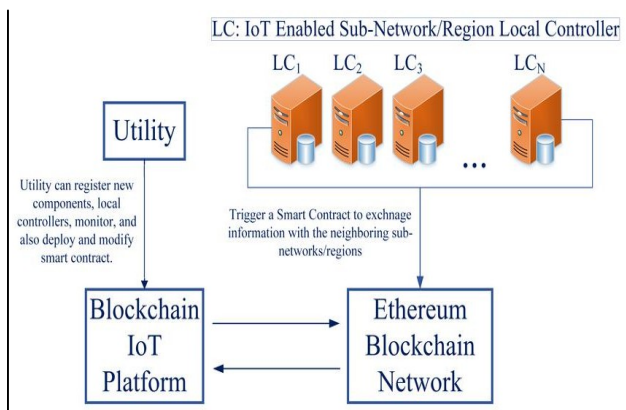 LC: IoT Enabled Sub-Network/Region Local Controller
LC1 LC2 LC3 LCN
...
Utility
Utility can register new
components, local
controllers, monitor, and
also deploy and modify
smart contract.
Trigger a Smart Contract to exchnage
information with the neighboring sub-
networks/regions
Blockchain
IoT
Platform
Ethereum
Blockchain
Network